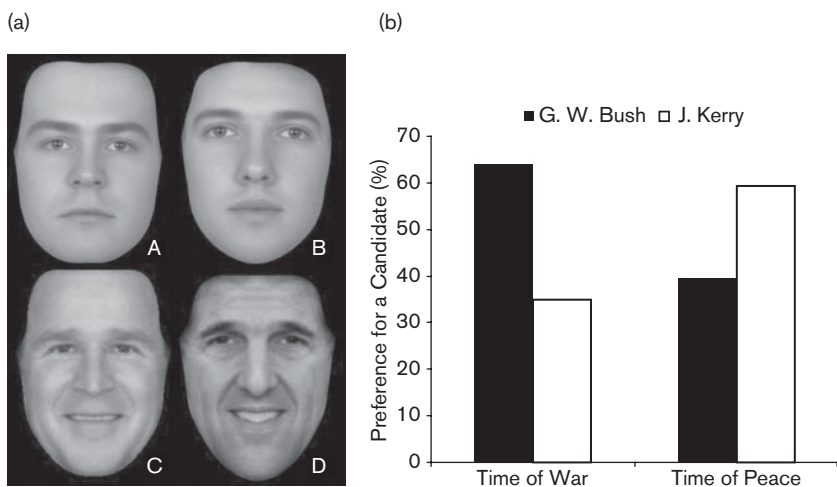 (a)
(b)
A
B
C
D
G. W. Bush J. Kerry
Preference for a Candidate (%)
70
60
50
40
30
20
10
0
Time of War Time of Peace